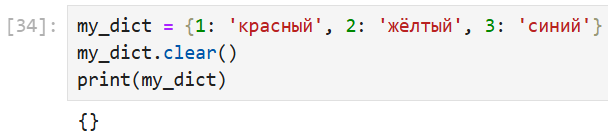 [34]: my_dict = {1: 'красный', 2: 'жёлтый', 3: 'синий'}
my_dict.clear()
print(my_dict)
{}